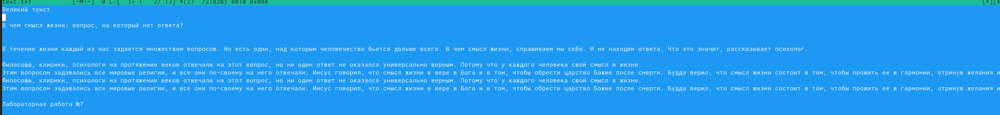 text.txt [-M--] 0 L:[ 1+ 1 2/ 13] *(27 /2182b) 0010 0x00A [*][X
Великий текст
В чем смысл жизни: вопрос, на который нет ответа?
В течение жизни каждый из нас задается множеством вопросов. Но есть один, над которым человечество бьется дольше всего. В чем смысл жизни, спрашиваем мы себя. И не находим ответа. Что это значит, рассказывает психолог.
Философы, клирики, психологи на протяжении веков отвечали на этот вопрос, но ни один ответ не оказался универсально верным. Потому что у каждого человека свой смысл в жизни.
Этим вопросом задавались все мировые религии, и все они по-своему на него отвечали. Иисус говорил, что смысл жизни в вере в Бога и в том, чтобы обрести царство Божие после смерти. Будда верил, что смысл жизни состоит в том, чтобы прожить ее в гармонии, отринув желания и
Философы, клирики, психологи на протяжении веков отвечали на этот вопрос, но ни один ответ не оказался универсально верным. Потому что у каждого человека свой смысл в жизни.
Этим вопросом задавались все мировые религии, и все они по-своему на него отвечали. Иисус говорил, что смысл жизни в вере в Бога и в том, чтобы обрести царство Божие после смерти. Будда верил, что смысл жизни состоит в том, чтобы прожить ее в гармонии, отринув желания и
Лабораторная работа №7